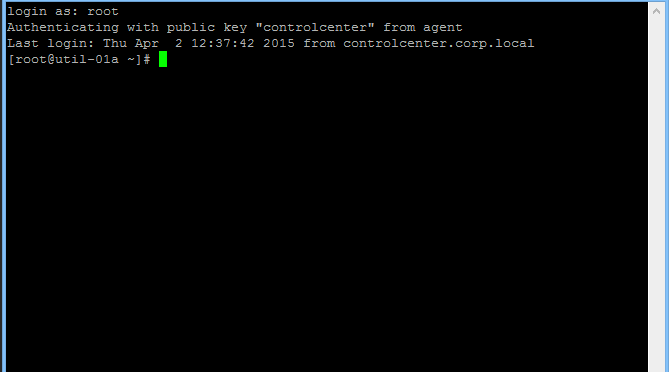 login as: root
Authenticating with public key "controlcenter" from agent
Last login: Thu Apr  2 12:37:42 2015 from controlcenter.corp.local
[root@util-01a ~]#